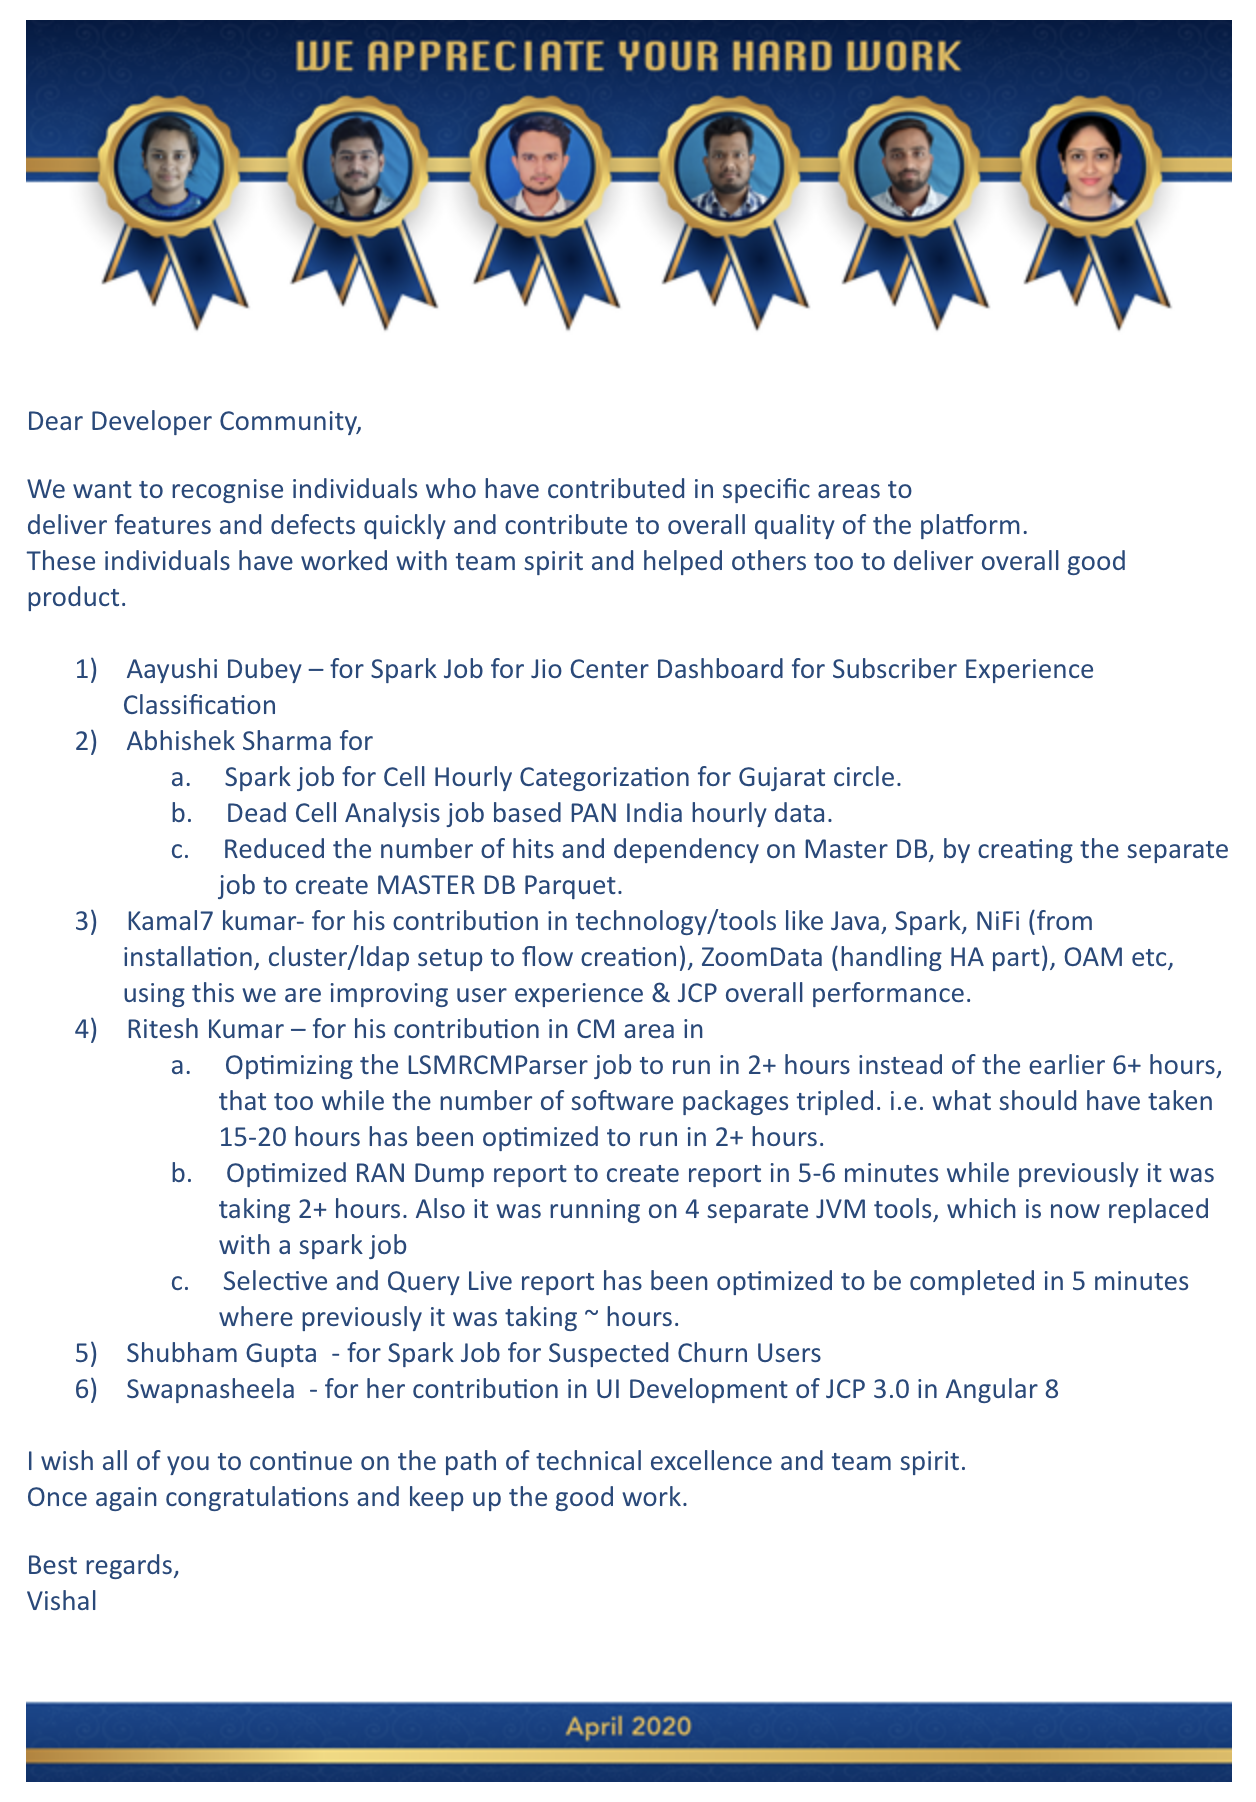 WE APPRECIATE YOUR HARD WORK
Dear Developer Community,
We want to recognise individuals who have contributed in specific areas to
deliver features and defects quickly and contribute to overall quality of the platform.
These individuals have worked with team spirit and helped others too to deliver overall good
product.
1) Aayushi Dubey – for Spark Job for Jio Center Dashboard for Subscriber Experience
Classification
2) Abhishek Sharma for
a. Spark job for Cell Hourly Categorization for Gujarat circle.
b. Dead Cell Analysis job based PAN India hourly data.
c. Reduced the number of hits and dependency on Master DB, by creating the separate
job to create MASTER DB Parquet.
3) Kamal7 kumar- for his contribution in technology/tools like Java, Spark, NiFi (from
installation, cluster/ldap setup to flow creation), ZoomData (handling HA part), OAM etc,
using this we are improving user experience & JCP overall performance.
4) Ritesh Kumar – for his contribution in CM area in
a. Optimizing the LSMRCMParser job to run in 2+ hours instead of the earlier 6+ hours,
that too while the number of software packages tripled. i.e. what should have taken
15-20 hours has been optimized to run in 2+ hours.
b. Optimized RAN Dump report to create report in 5-6 minutes while previously it was
taking 2+ hours. Also it was running on 4 separate JVM tools, which is now replaced
with a spark job
c. Selective and Query Live report has been optimized to be completed in 5 minutes
where previously it was taking ~ hours.
5) Shubham Gupta - for Spark Job for Suspected Churn Users
6) Swapnasheela - for her contribution in UI Development of JCP 3.0 in Angular 8
I wish all of you to continue on the path of technical excellence and team spirit.
Once again congratulations and keep up the good work.
Best regards,
Vishal
April 2020